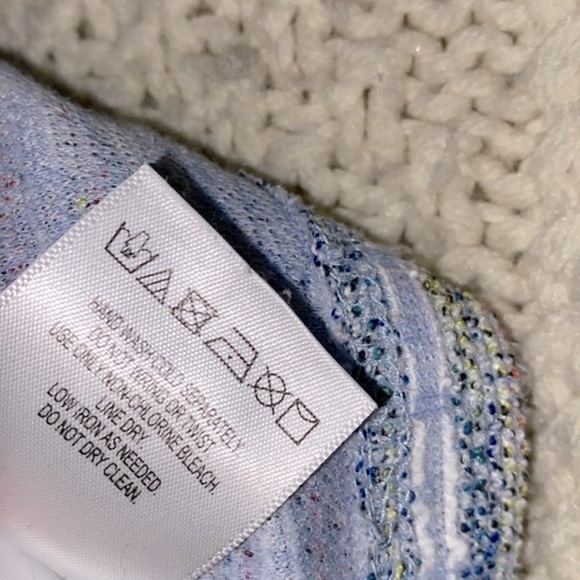 HAND WASH COLD SEPARATELY
DO NOT WRING OR TWIST
LINE DRY
USE ONLY NON-CHLORINE BLEACH.
LOW IRON AS NEEDED.
DO NOT DRY CLEAN.